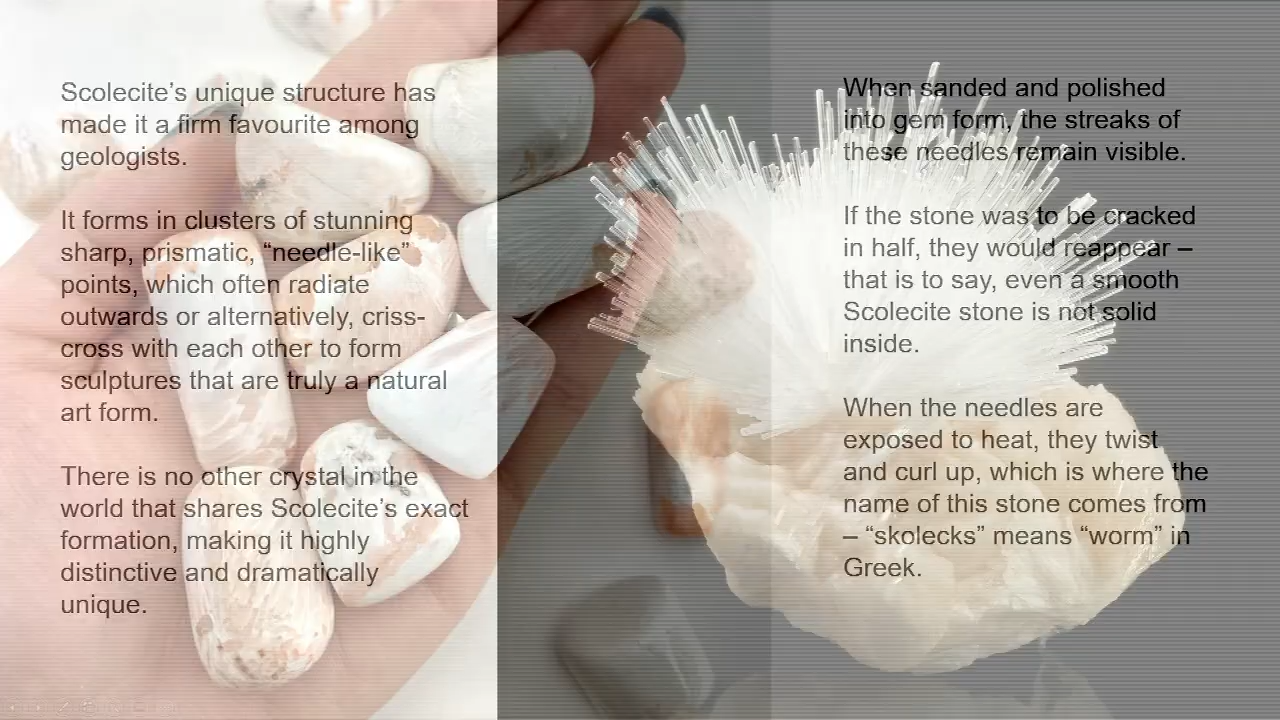 Scolecite’s unique structure has
made it a firm favourite among
geologists.
It forms in clusters of stunning
sharp, prismatic, “needle-like”
points, which often radiate
outwards or alternatively, criss-
cross with each other to form
sculptures that are truly a natural
art form.
There is no other crystal in the
world that shares Scolecite’s exact
formation, making it highly
distinctive and dramatically
unique.
When sanded and polished
into gem form, the streaks of
these needles remain visible.
If the stone was to be cracked
in half, they would reappear –
that is to say, even a smooth
Scolecite stone is not solid
inside.
When the needles are
exposed to heat, they twist
and curl up, which is where the
name of this stone comes from
– “skolecks” means “worm” in
Greek.